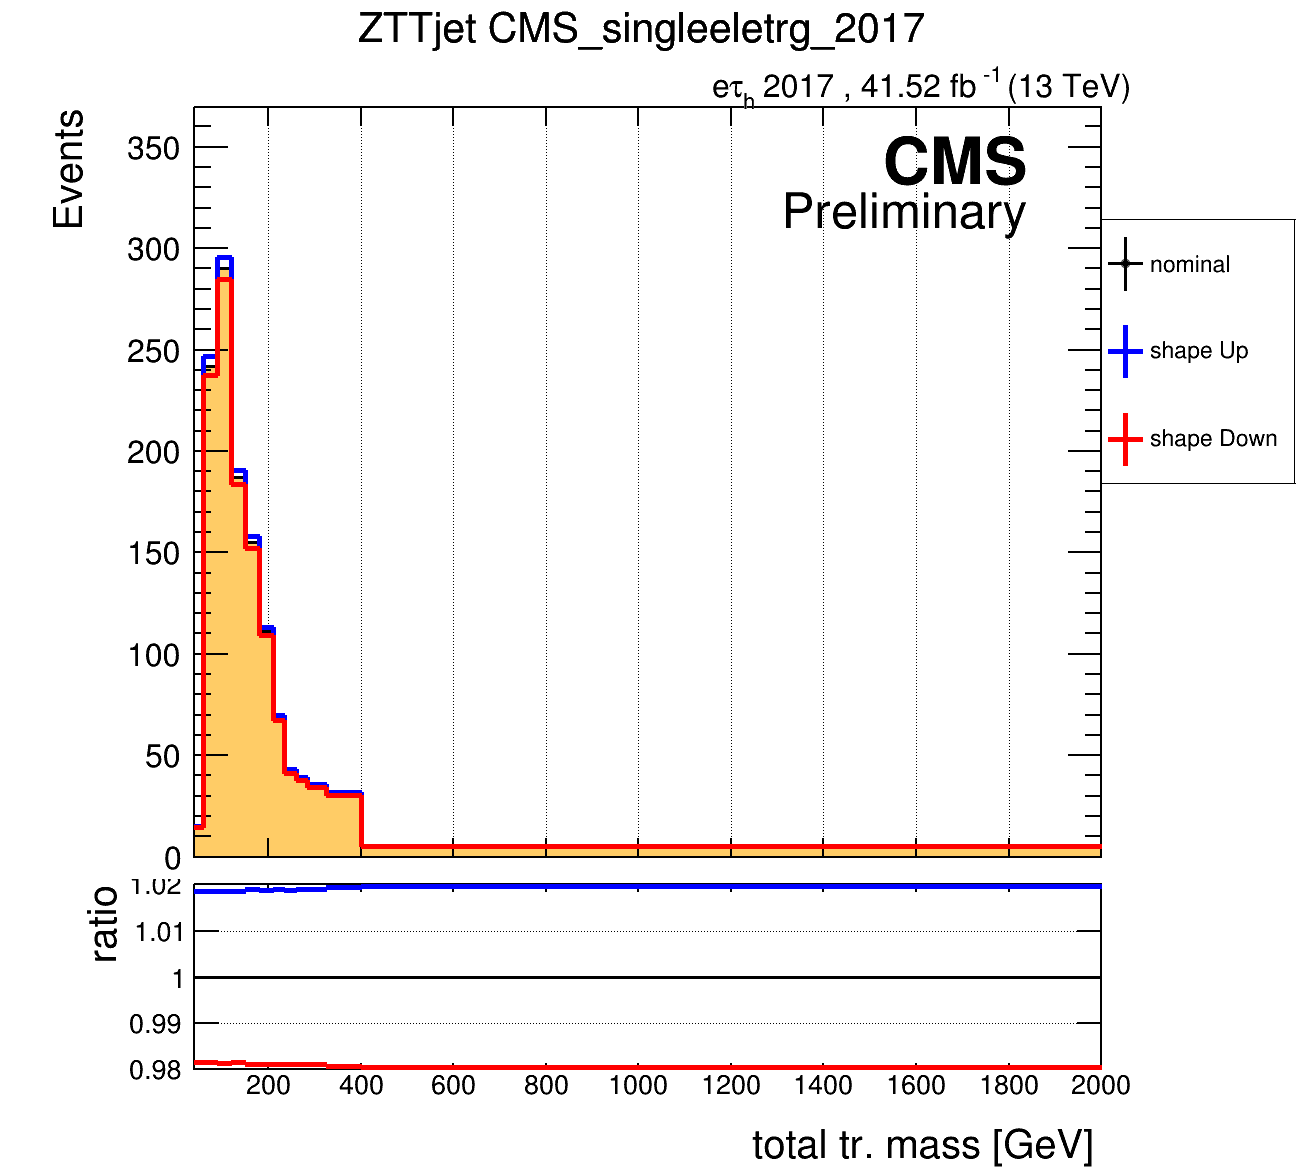 ZTTjet CMS_singleeletrg_2017
eτh 2017 , 41.52 fb -1 (13 TeV)
Events
350
300
250
200
150
100
50
0
CMS
Preliminary
nominal
shape Up
shape Down
ratio
1.02
1.01
1
0.99
0.98
200 400 600 800 1000 1200 1400 1600 1800 2000
total tr. mass [GeV]